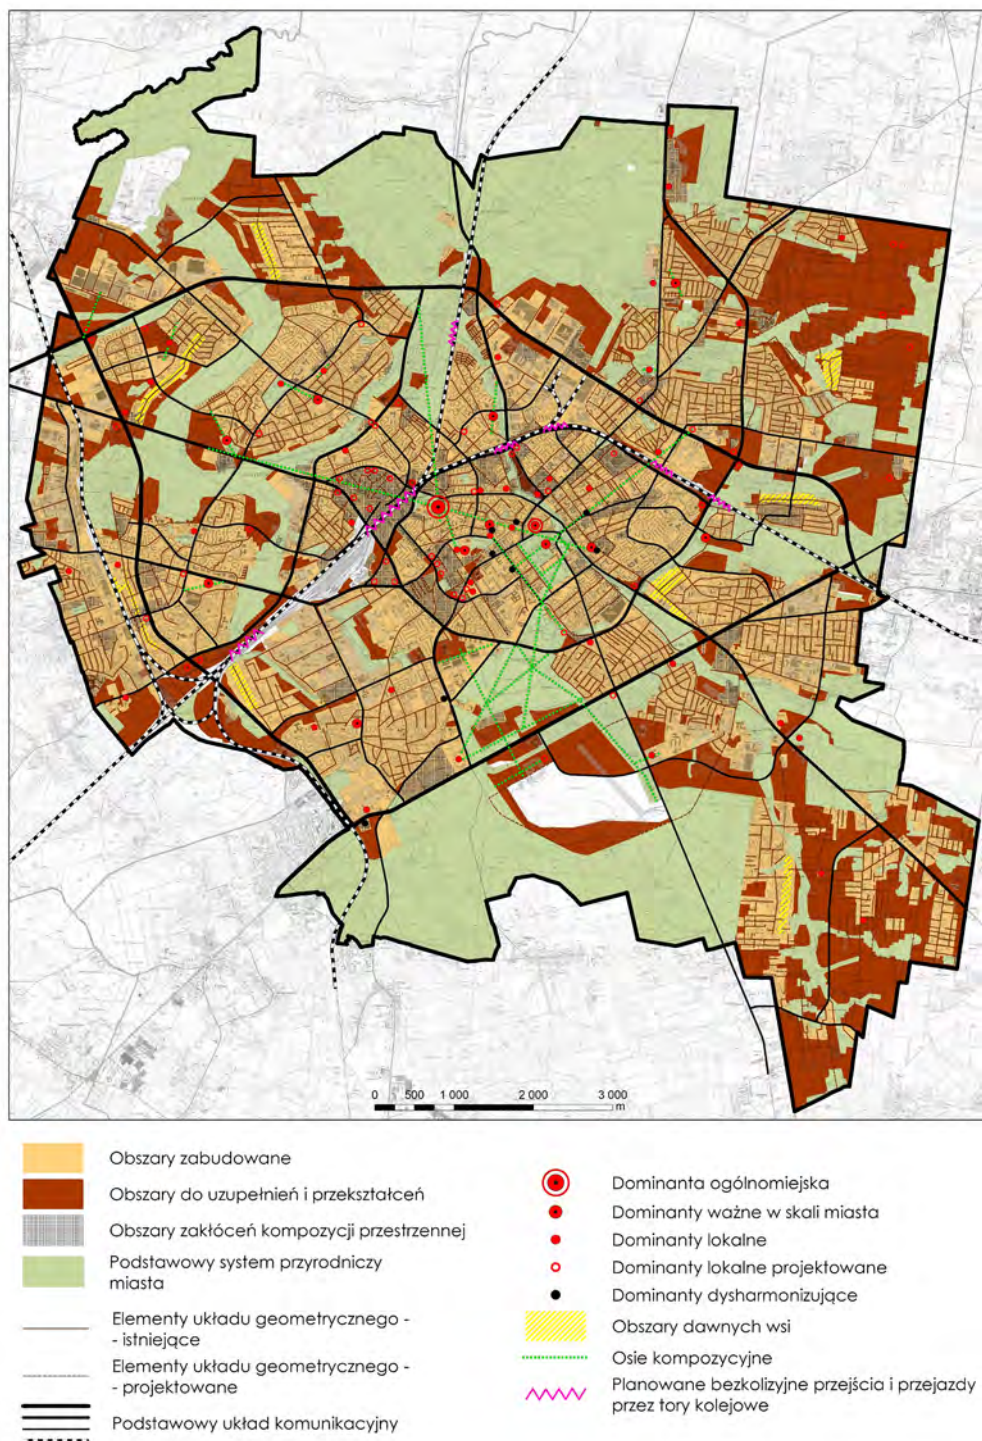 0 500 1 000 2 000 3 000
m
Obszary zabudowane
Obszary do uzupełnień i przekształceń
Obszary zakłóceń kompozycji przestrzennej
Podstawowy system przyrodniczy
miasta
Elementy układu geometrycznego -
- istniejące
Elementy układu geometrycznego -
- projektowane
Podstawowy układ komunikacyjny
Dominanta ogólnomiejska
Dominanty ważne w skali miasta
Dominanty lokalne
Dominanty lokalne projektowane
Dominanty dysharmonizujące
Obszary dawnych wsi
Osie kompozycyjne
Planowane bezkolizyjne przejścia i przejazdy
przez tory kolejowe